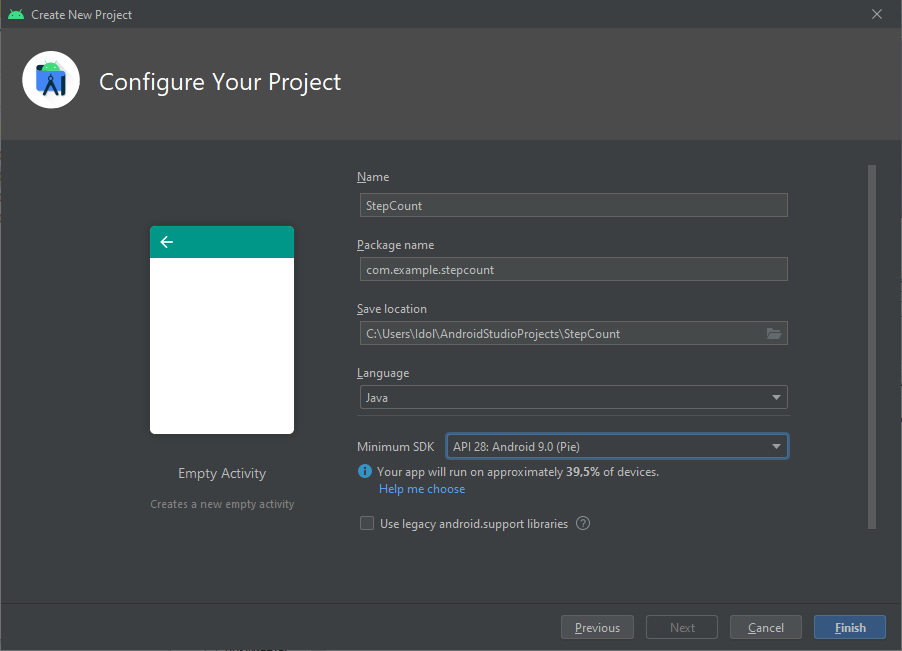 Create New Project
Configure Your Project
Name
StepCount
Package name
com.example.stepcount
Save location
C:\Users\Idol\AndroidStudioProjects\StepCount
Language
Java
Minimum SDK API 28: Android 9.0 (Pie)
Your app will run on approximately 39,5% of devices.
Help me choose
Use legacy android.support libraries ?
Empty Activity
Creates a new empty activity
Previous Next Cancel Finish